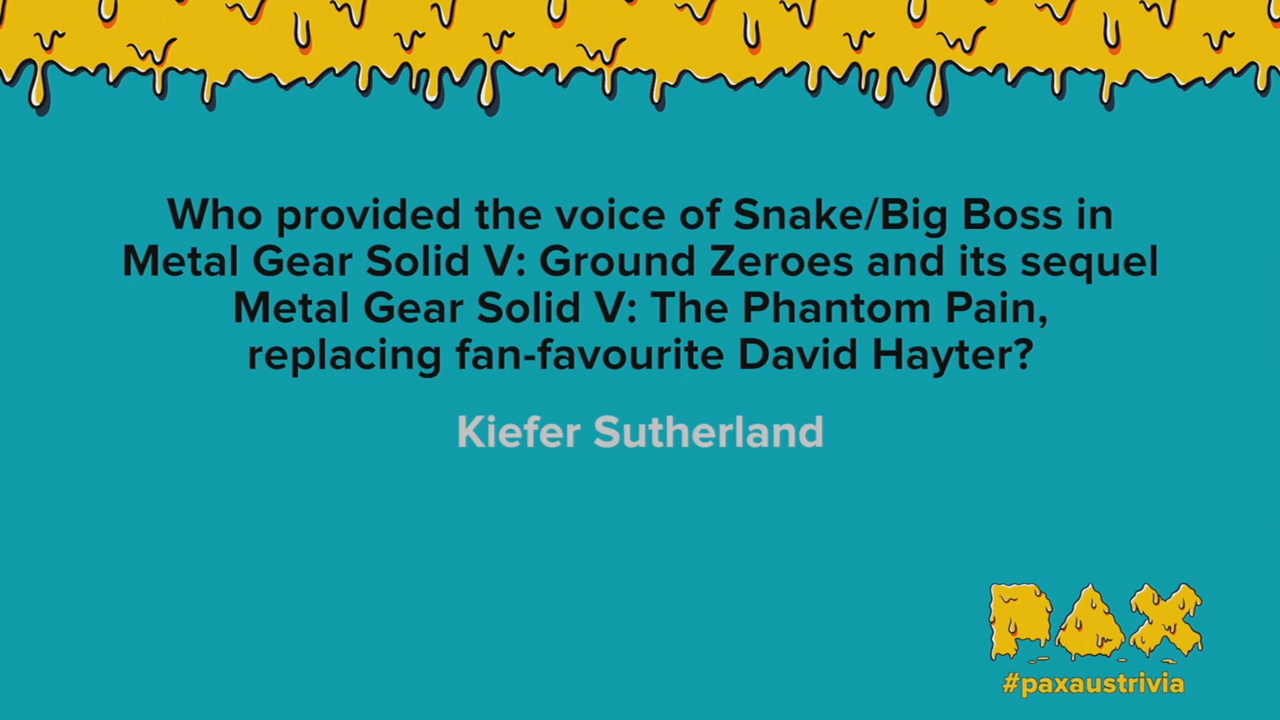 Who provided the voice of Snake/Big Boss in
Metal Gear Solid V: Ground Zeroes and its sequel
Metal Gear Solid V: The Phantom Pain,
replacing fan-favourite David Hayter?
Kiefer Sutherland
PAX
#paxaustrivia